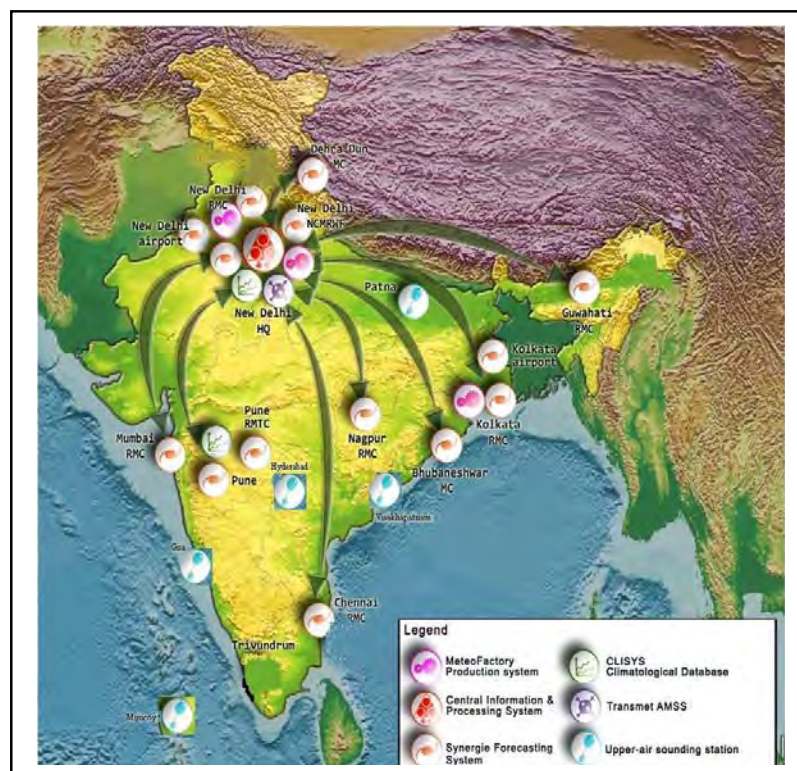 Dehra Dun
MC
New Delhi
RMC
New Delhi
NCMRWF
New Delhi
airport
New Delhi
HQ
Patna
Guwahati
RMC
Kolkata
airport
Kolkata
RMC
Mumbai
RMC
Pune
RMTC
Pune
Hyderabad
Nagpur
RMC
Bhubaneshwar
MC
Visakhapatnam
Goa
Chennai
RMC
Trivundrum
Minicoy
Legend
MeteoFactory
Production system
CLISYS
Climatological Database
Central Information &
Processing System
Transmet AMSS
Synergie Forecasting
System
Upper-air sounding station